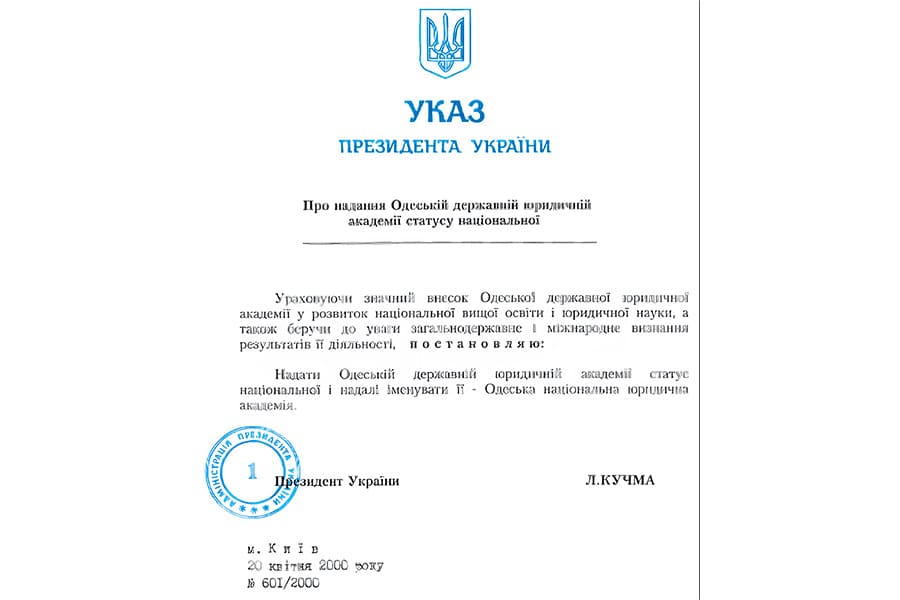 УКАЗ
ПРЕЗИДЕНТА УКРАЇНИ
Про надання Одеській державній юридичній
академії статусу національної
Ураховуючи значний внесок Одеської державної юридичної
академії у розвиток національної вищої освіти і юридичної науки, а
також беручи до уваги загальнодержавне і міжнародне визнання
результатів її діяльності, п о с т а н о в л я ю:
Надати Одеській державній юридичній академії статус
національної і надалі іменувати її - Одеська національна юридична
академія.
АДМІНІСТРАЦІЯ ПРЕЗИДЕНТА УКРАЇНИ
1
Президент України Л.КУЧМА
м. К и ї в
20 квітня 2000 року
№ 601/2000